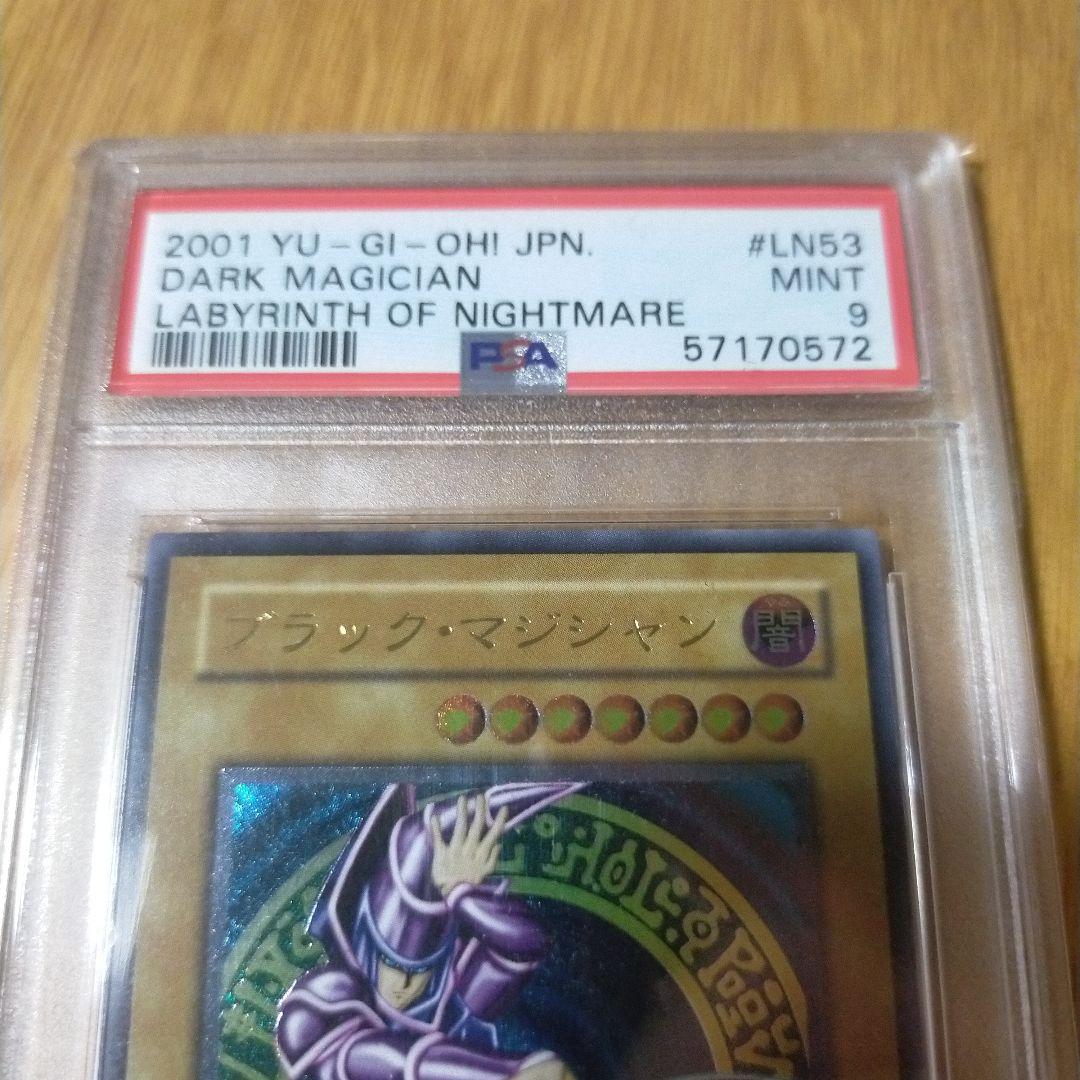 2001 YU-GI-OH! JPN. #LN53
DARK MAGICIAN MINT
LABYRINTH OF NIGHTMARE 9
PSA 57170572
ブラック・マジシャン 闇